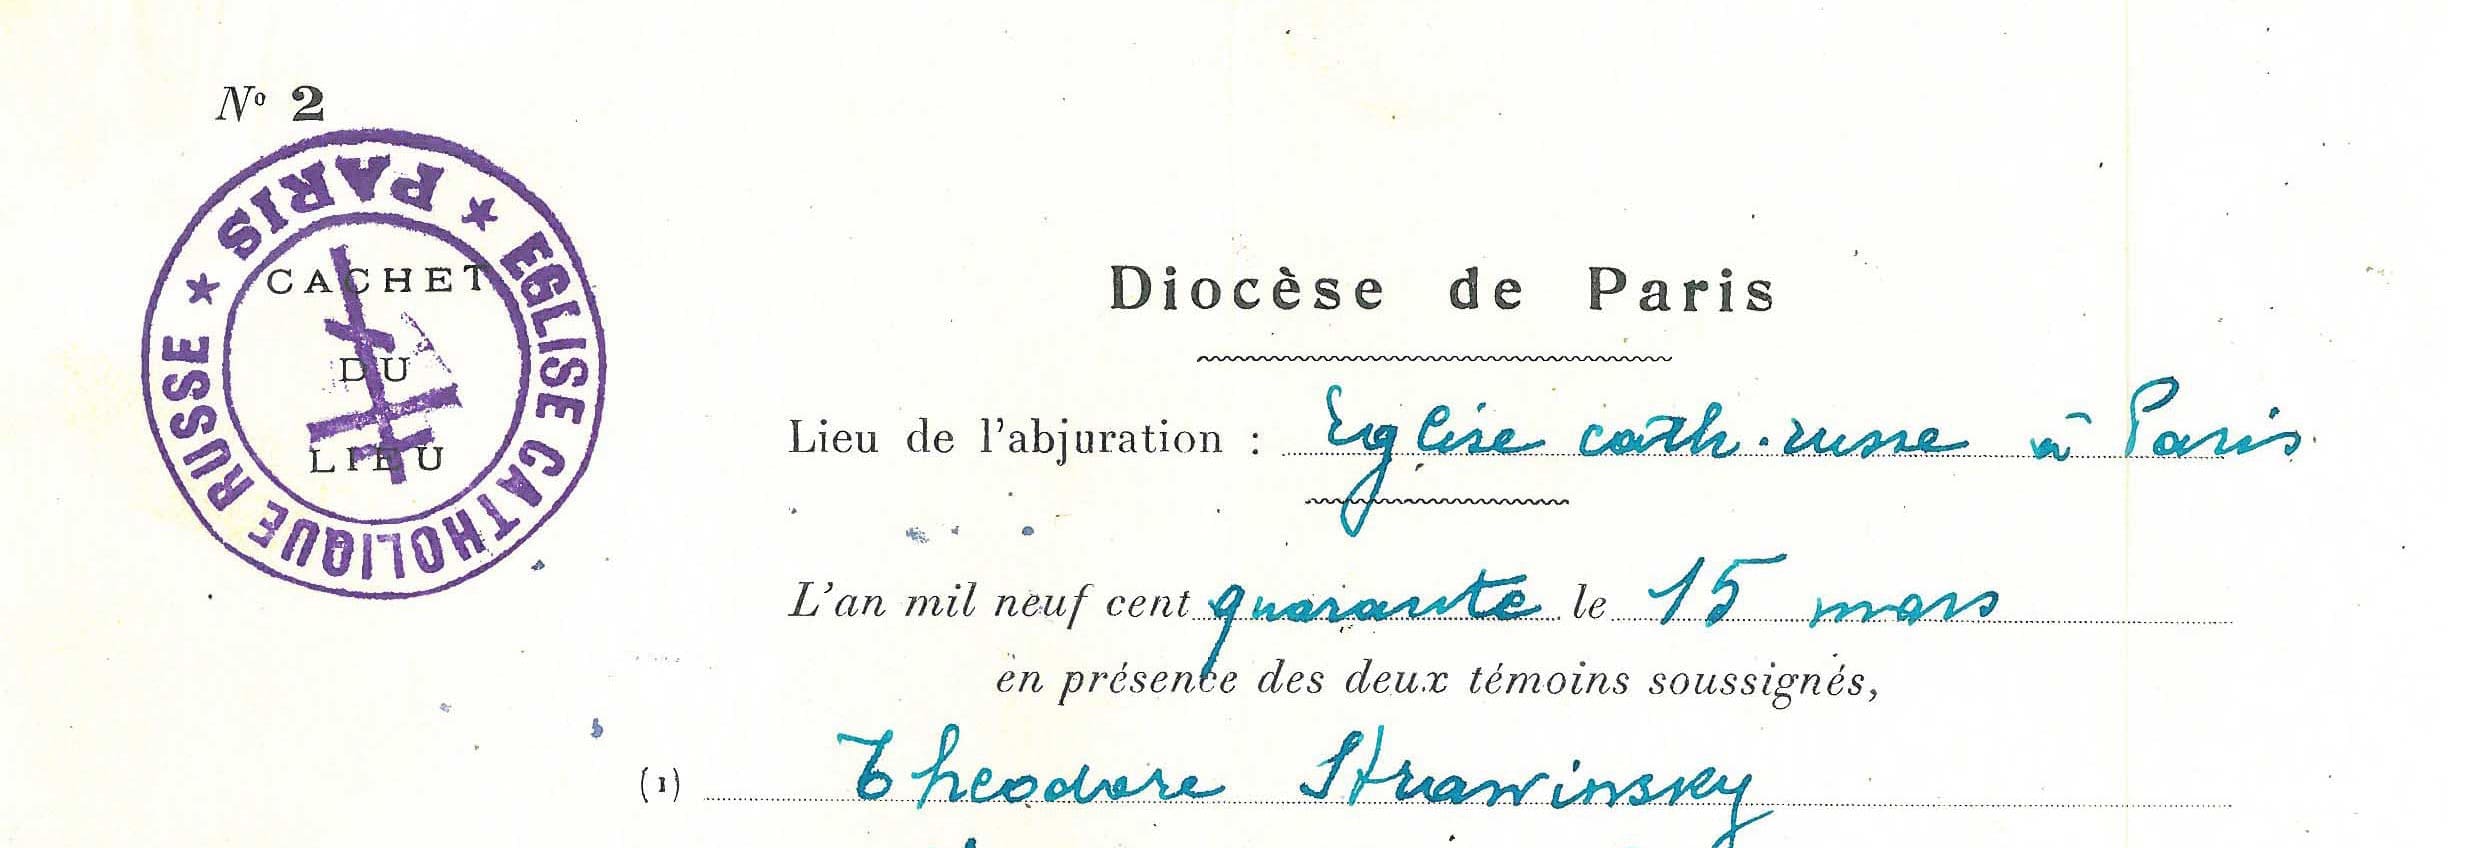 Nº 2
EGLISE CATHOLIQUE RUSSE * PARIS *
CACHET
DU
LIEU
Diocèse de Paris
Lieu de l'abjuration : Eglise cath. russe à Paris
L'an mil neuf cent quarante le 15 mars
en présence des deux témoins soussignés,
(1) Theodore Strawinsky